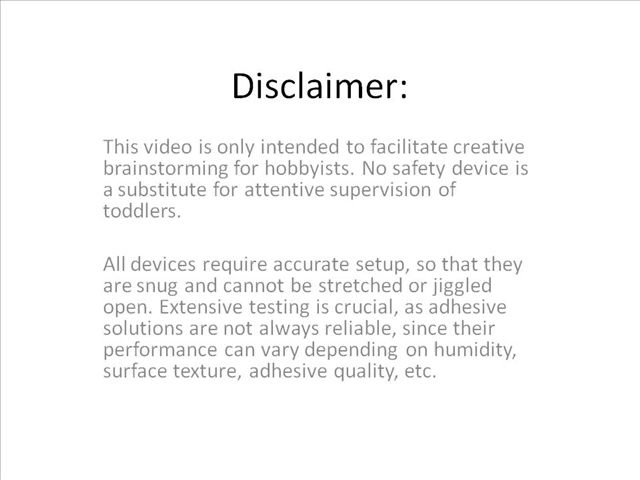 Disclaimer:
This video is only intended to facilitate creative
brainstorming for hobbyists. No safety device is
a substitute for attentive supervision of
toddlers.
All devices require accurate setup, so that they
are snug and cannot be stretched or jiggled
open. Extensive testing is crucial, as adhesive
solutions are not always reliable, since their
performance can vary depending on humidity,
surface texture, adhesive quality, etc.